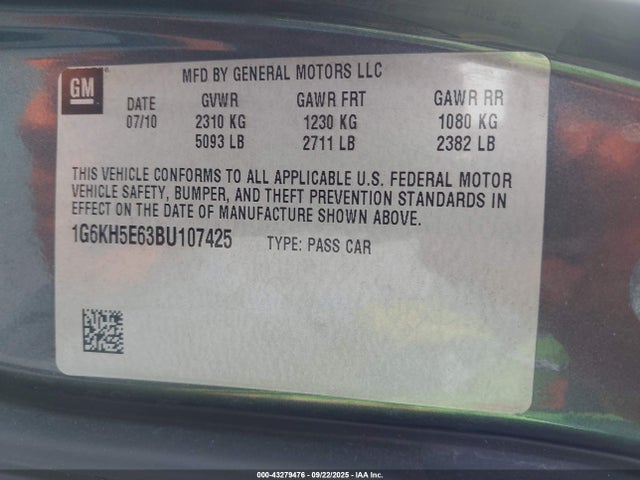 GM
MFD BY GENERAL MOTORS LLC
DATE GVWR GAWR FRT GAWR RR
07/10 2310 KG 1230 KG 1080 KG
5093 LB 2711 LB 2382 LB
THIS VEHICLE CONFORMS TO ALL APPLICABLE U.S. FEDERAL MOTOR
VEHICLE SAFETY, BUMPER, AND THEFT PREVENTION STANDARDS IN
EFFECT ON THE DATE OF MANUFACTURE SHOWN ABOVE.
1G6KH5E63BU107425 TYPE: PASS CAR
000-43279476 - 09/22/2025 - IAA Inc.